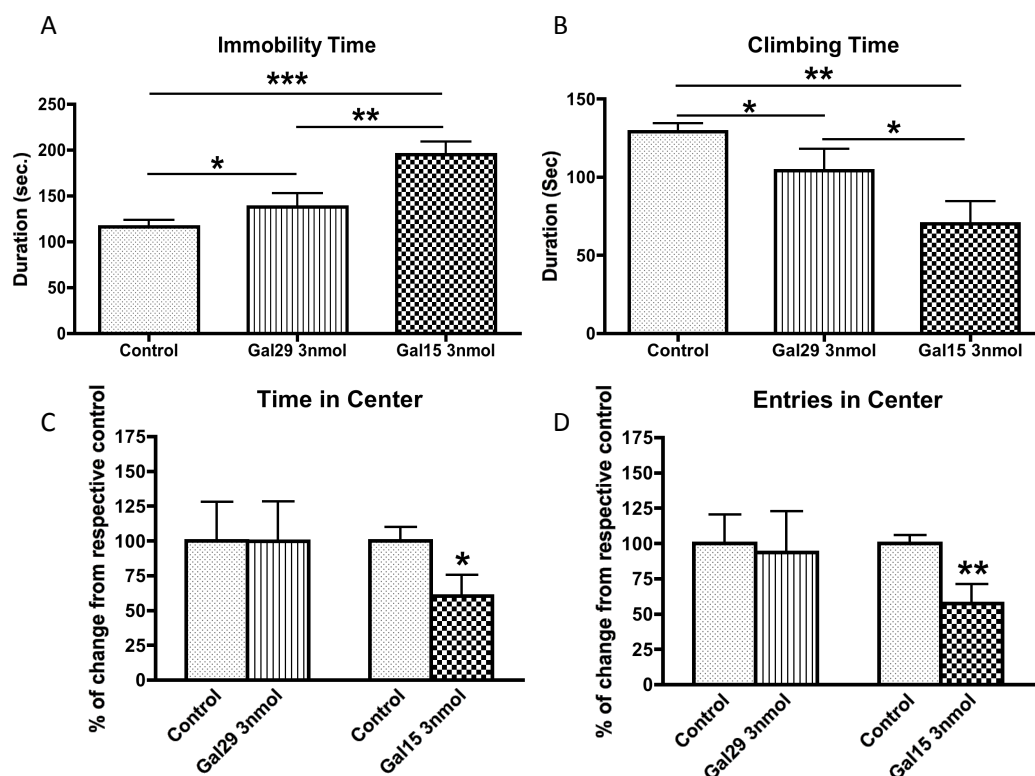 A
Immobility Time
***
**
*
Duration (sec.)
250
200
150
100
50
0
Control
Gal29 3nmol
Gal15 3nmol
B
Climbing Time
**
*
*
Duration (Sec)
150
100
50
0
Control
Gal29 3nmol
Gal15 3nmol
C
Time in Center
% of change from respective control
175
150
125
100
75
50
25
0
*
Control
Gal29 3nmol
Control
Gal15 3nmol
D
Entries in Center
% of change from respective control
175
150
125
100
75
50
25
0
**
Control
Gal29 3nmol
Control
Gal15 3nmol